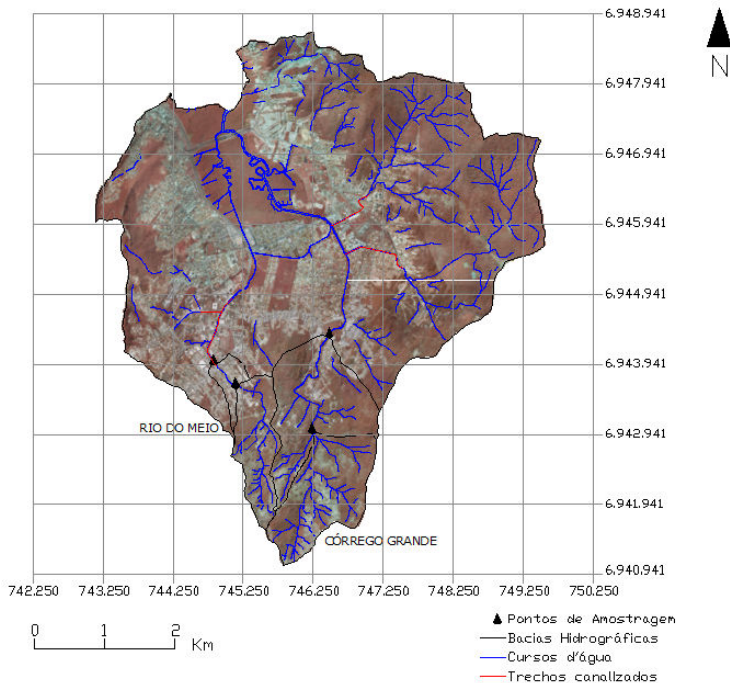 6.948.941
6.947.941
N
6.946.941
6.945.941
6.944.941
6.943.941
RIO DO MEIO
6.942.941
6.941.941
CÓRREGO GRANDE
6.940.941
742.250 743.250 744.250 745.250 746.250 747.250 748.250 749.250 750.250
Pontos de Amostragem
0 1 2 Km
Bacias Hidrográficas
Cursos d'água
Trechos canalizados